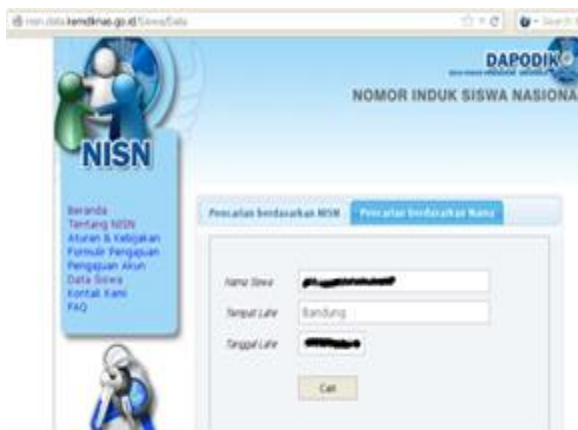 nisn.data.kemdiknas.go.id/Siswa/Data
DAPODIK
NOMOR INDUK SISWA NASIONA
NISN
Beranda
Tentang NISN
Aturan & Kebijakan
Formulir Pengajuan
Pengajuan Akun
Data Siswa
Kontak Kami
FAQ
Pencarian berdasarkan NISN
Pencarian berdasarkan Nama
Nama Siswa
Tempat Lahir
Bandung
Tanggal Lahir
Cari